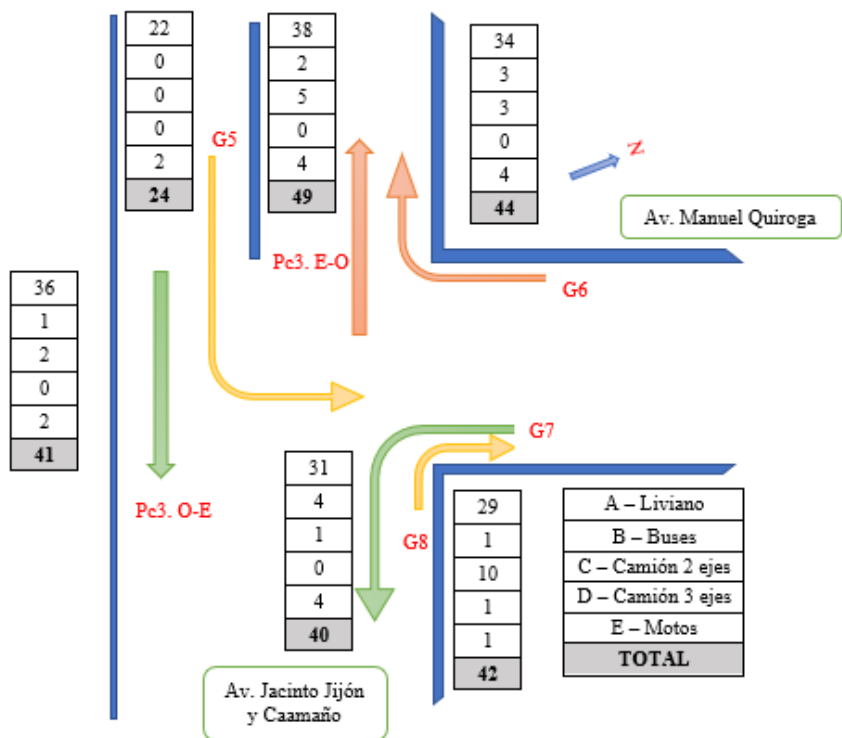 22
0
0
0
2
24
G5
38
2
5
0
4
49
34
3
3
0
4
44
N
Av. Manuel Quiroga
Pc3. E-O
G6
36
1
2
0
2
41
Pc3. O-E
G7
31
4
1
0
4
40
G8
29
1
10
1
1
42
A – Liviano
B – Buses
C – Camión 2 ejes
D – Camión 3 ejes
E – Motos
TOTAL
Av. Jacinto Jijón
y Caamaño